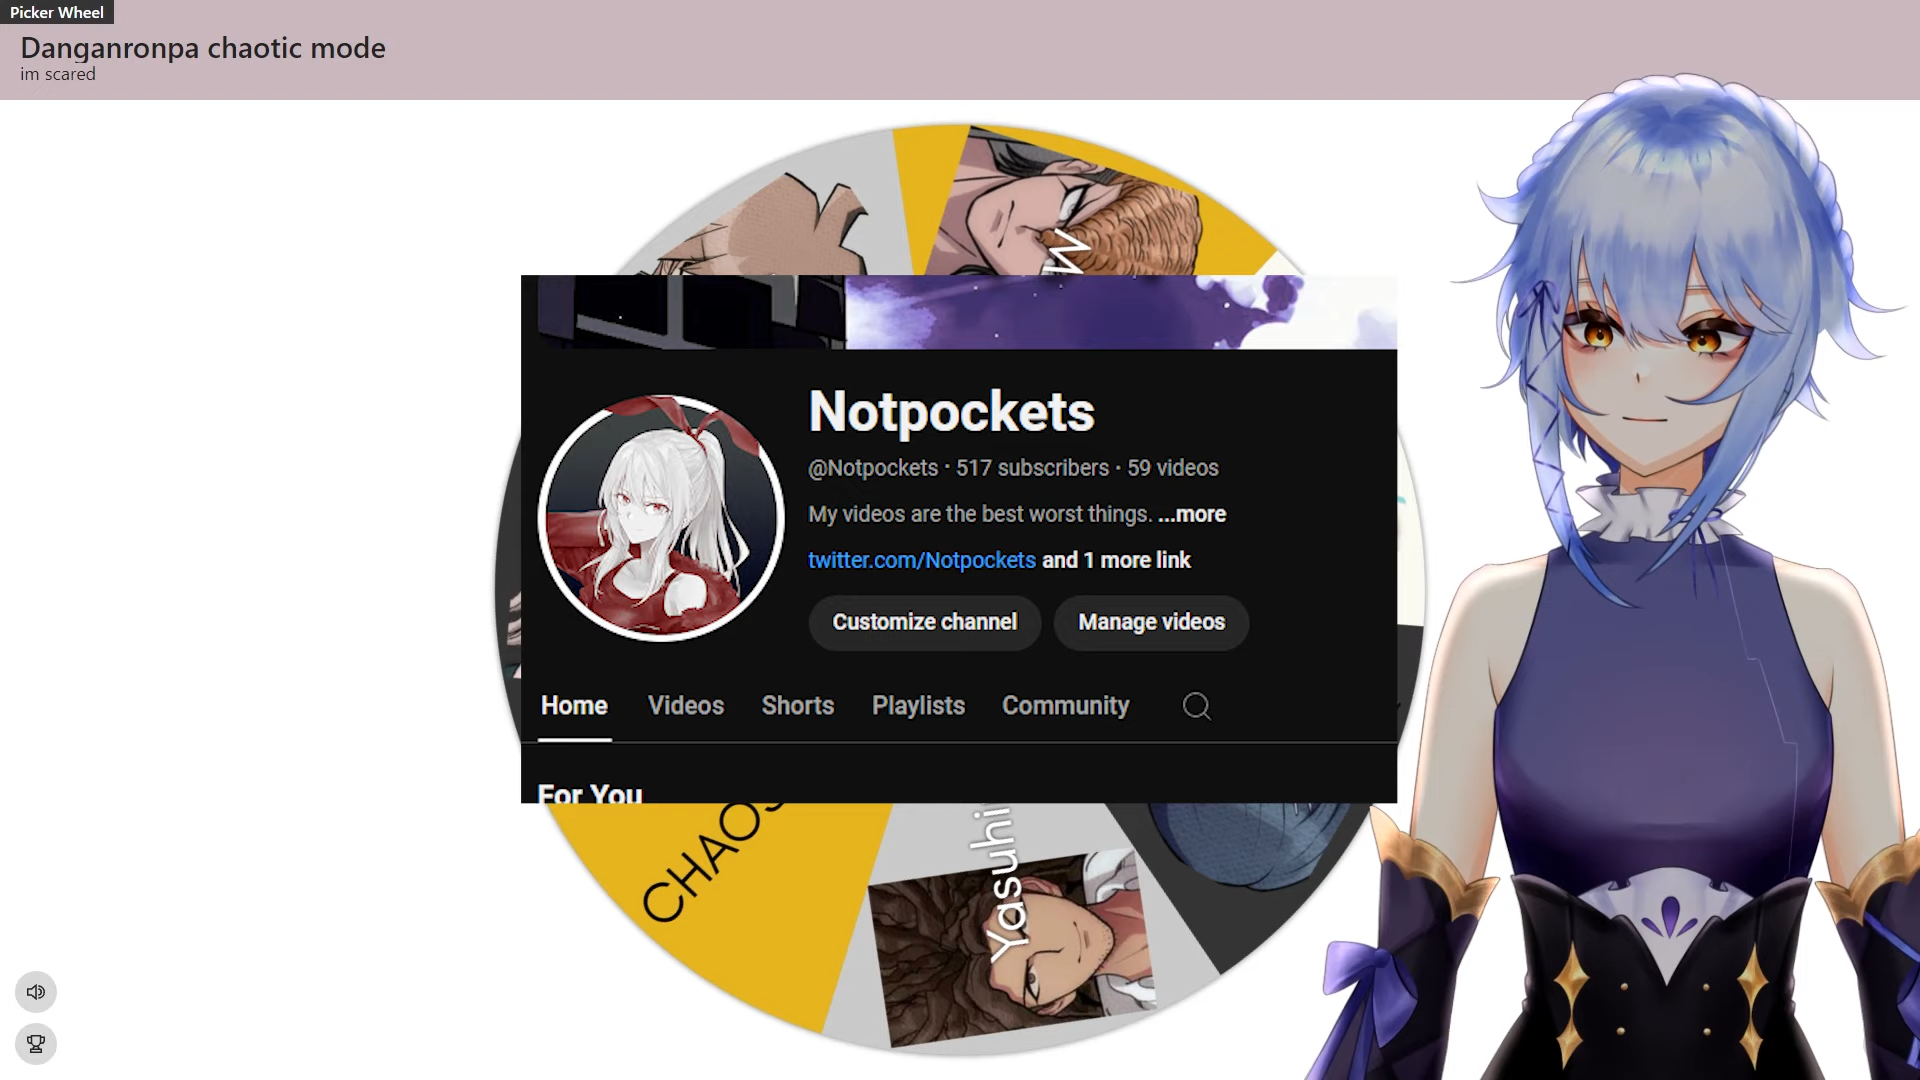 Picker Wheel
Danganronpa chaotic mode
im scared
W
Notpockets
@Notpockets · 517 subscribers · 59 videos
My videos are the best worst things. ...more
twitter.com/Notpockets and 1 more link
Customize channel
Manage videos
Home
Videos
Shorts
Playlists
Community
For You
CHAOS
Yasuhi